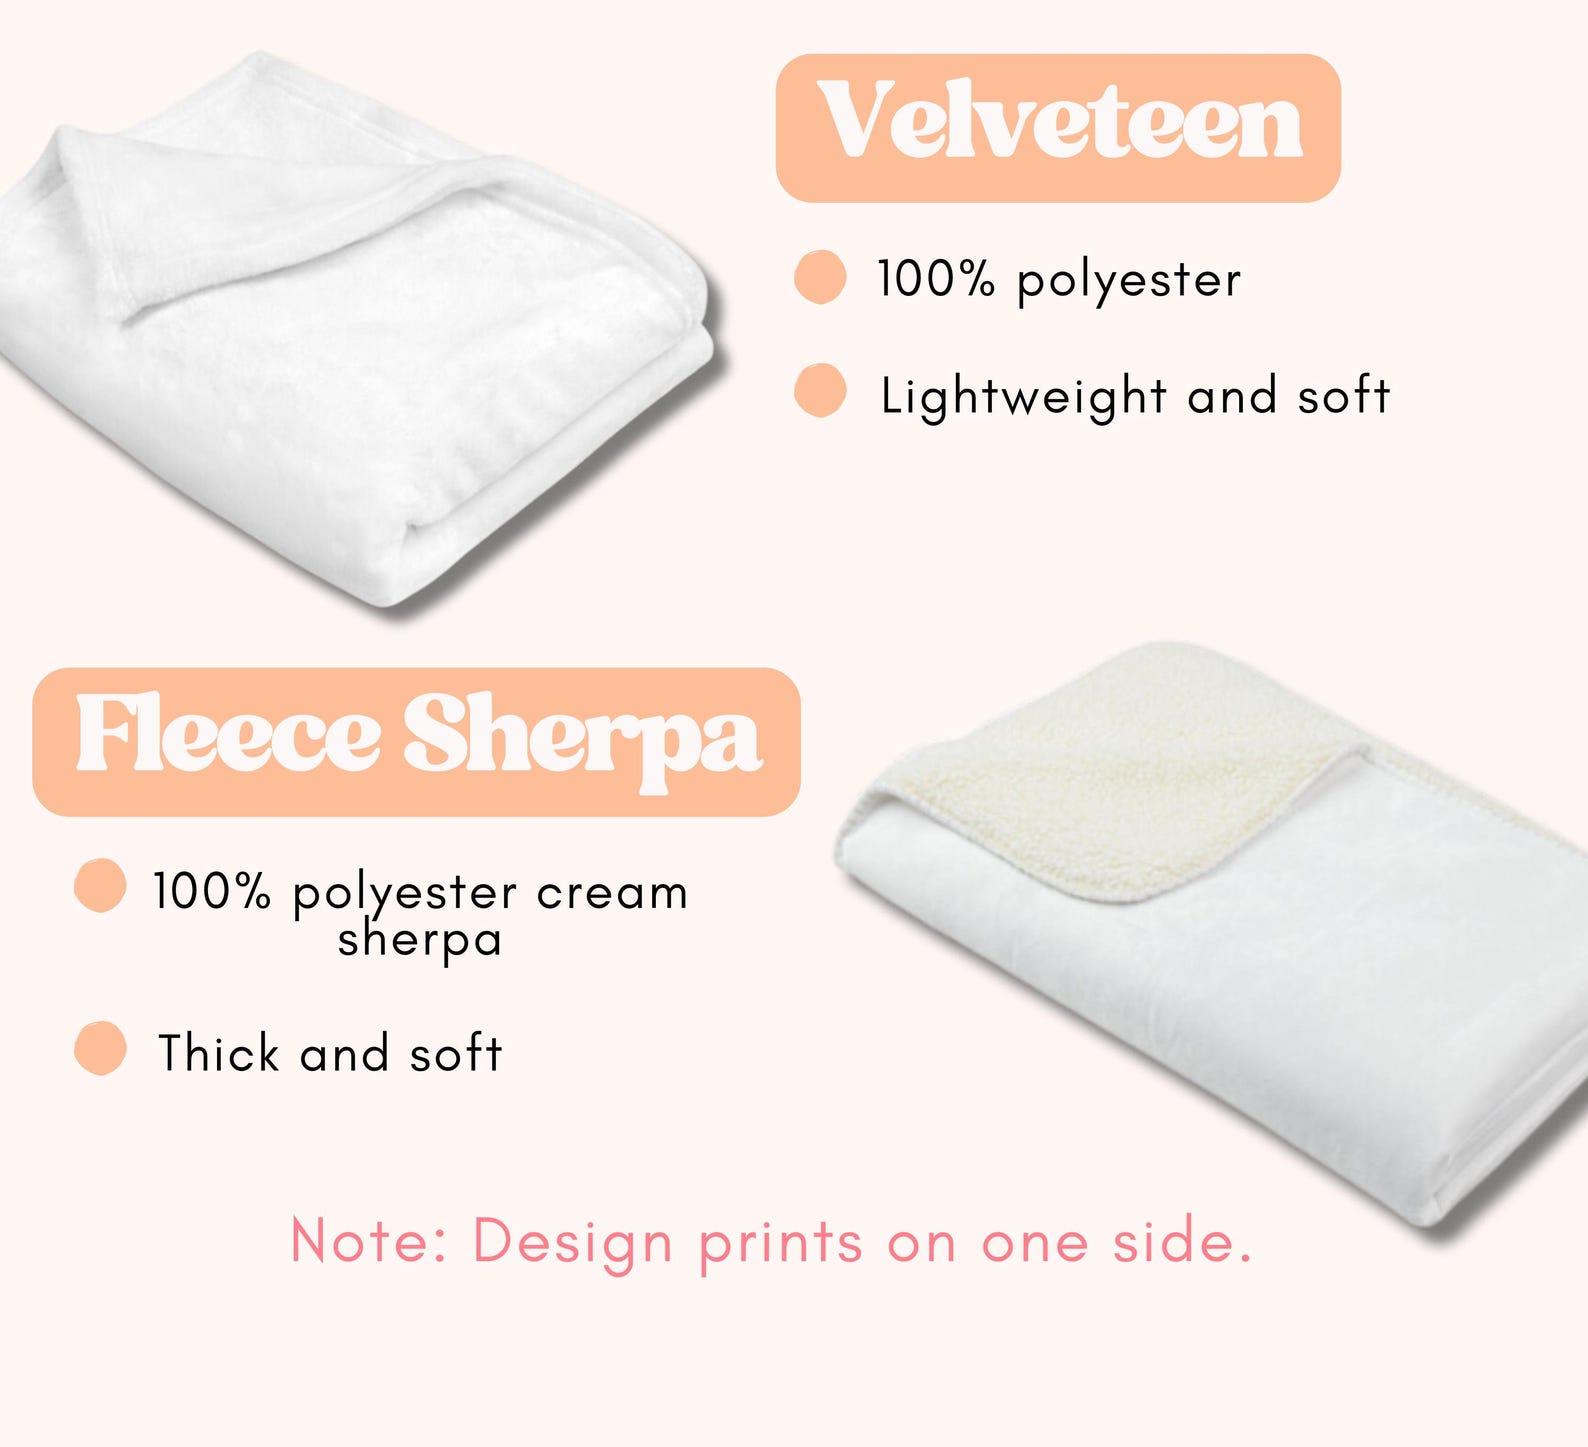 Velveteen
100% polyester
Lightweight and soft
Fleece Sherpa
100% polyester cream
sherpa
Thick and soft
Note: Design prints on one side.